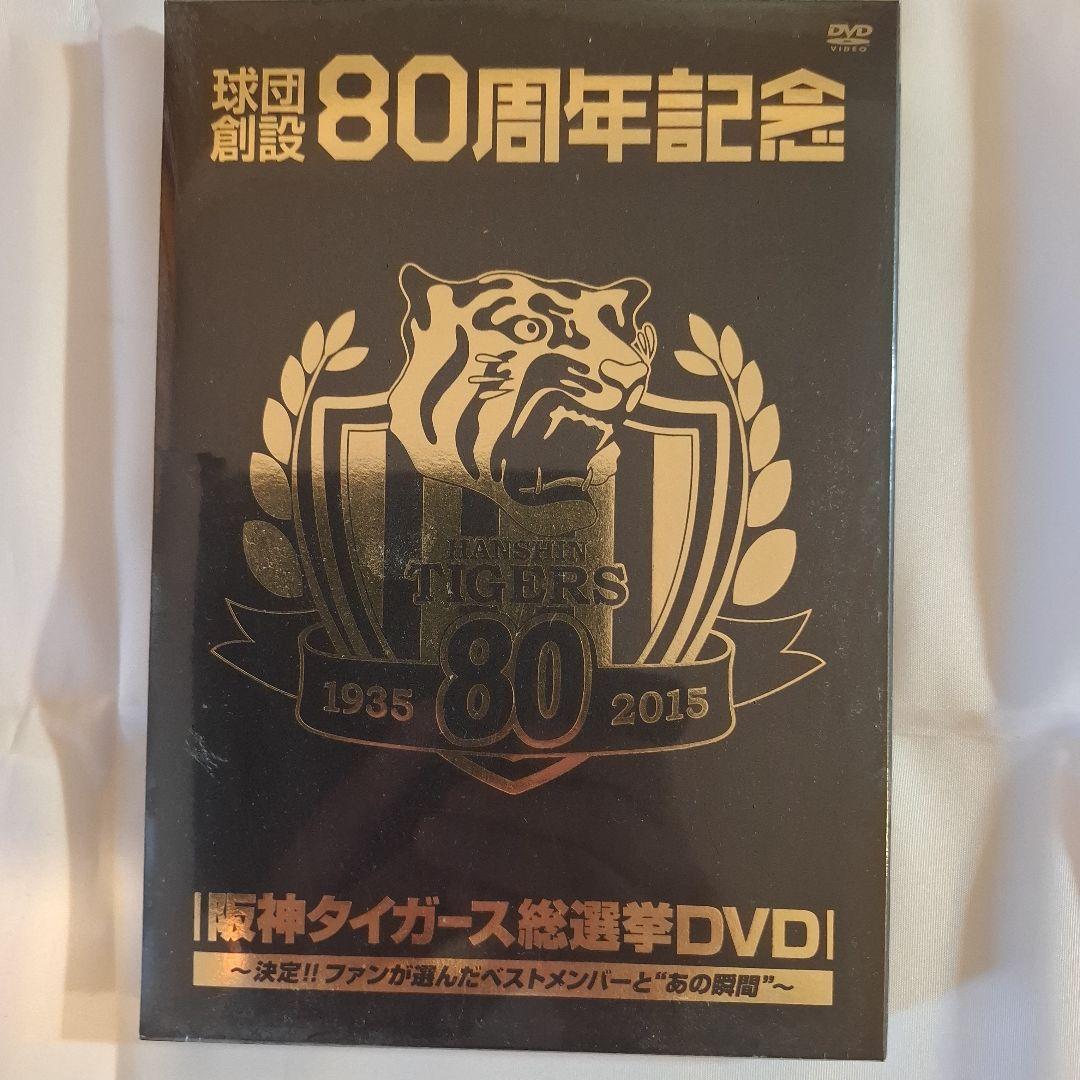 DVD
VIDEO
球団創設
80周年記念
HANSHIN
TIGERS
80
1935
2015
阪神タイガース総選挙DVD
～決定!! ファンが選んだベストメンバーと“あの瞬間”～